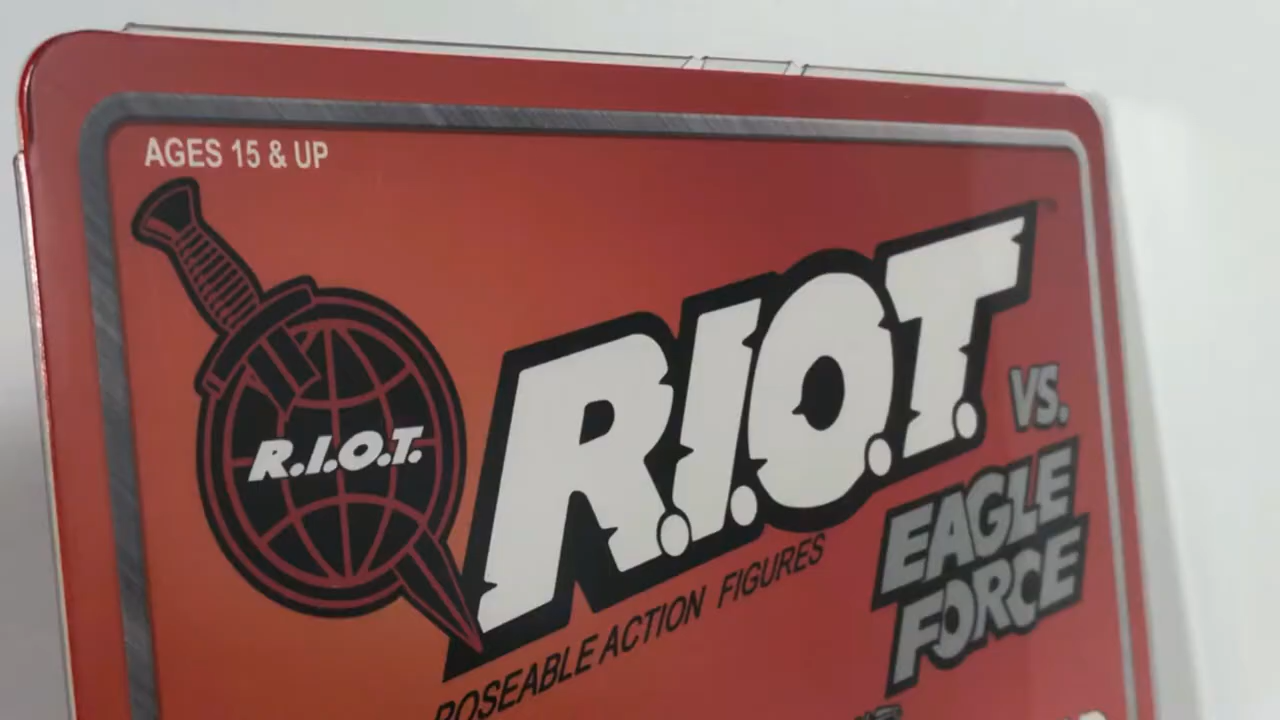 AGES 15 & UP
R.I.O.T.
R.I.O.T.
VS.
EAGLE
FORCE
POSEABLE ACTION FIGURES